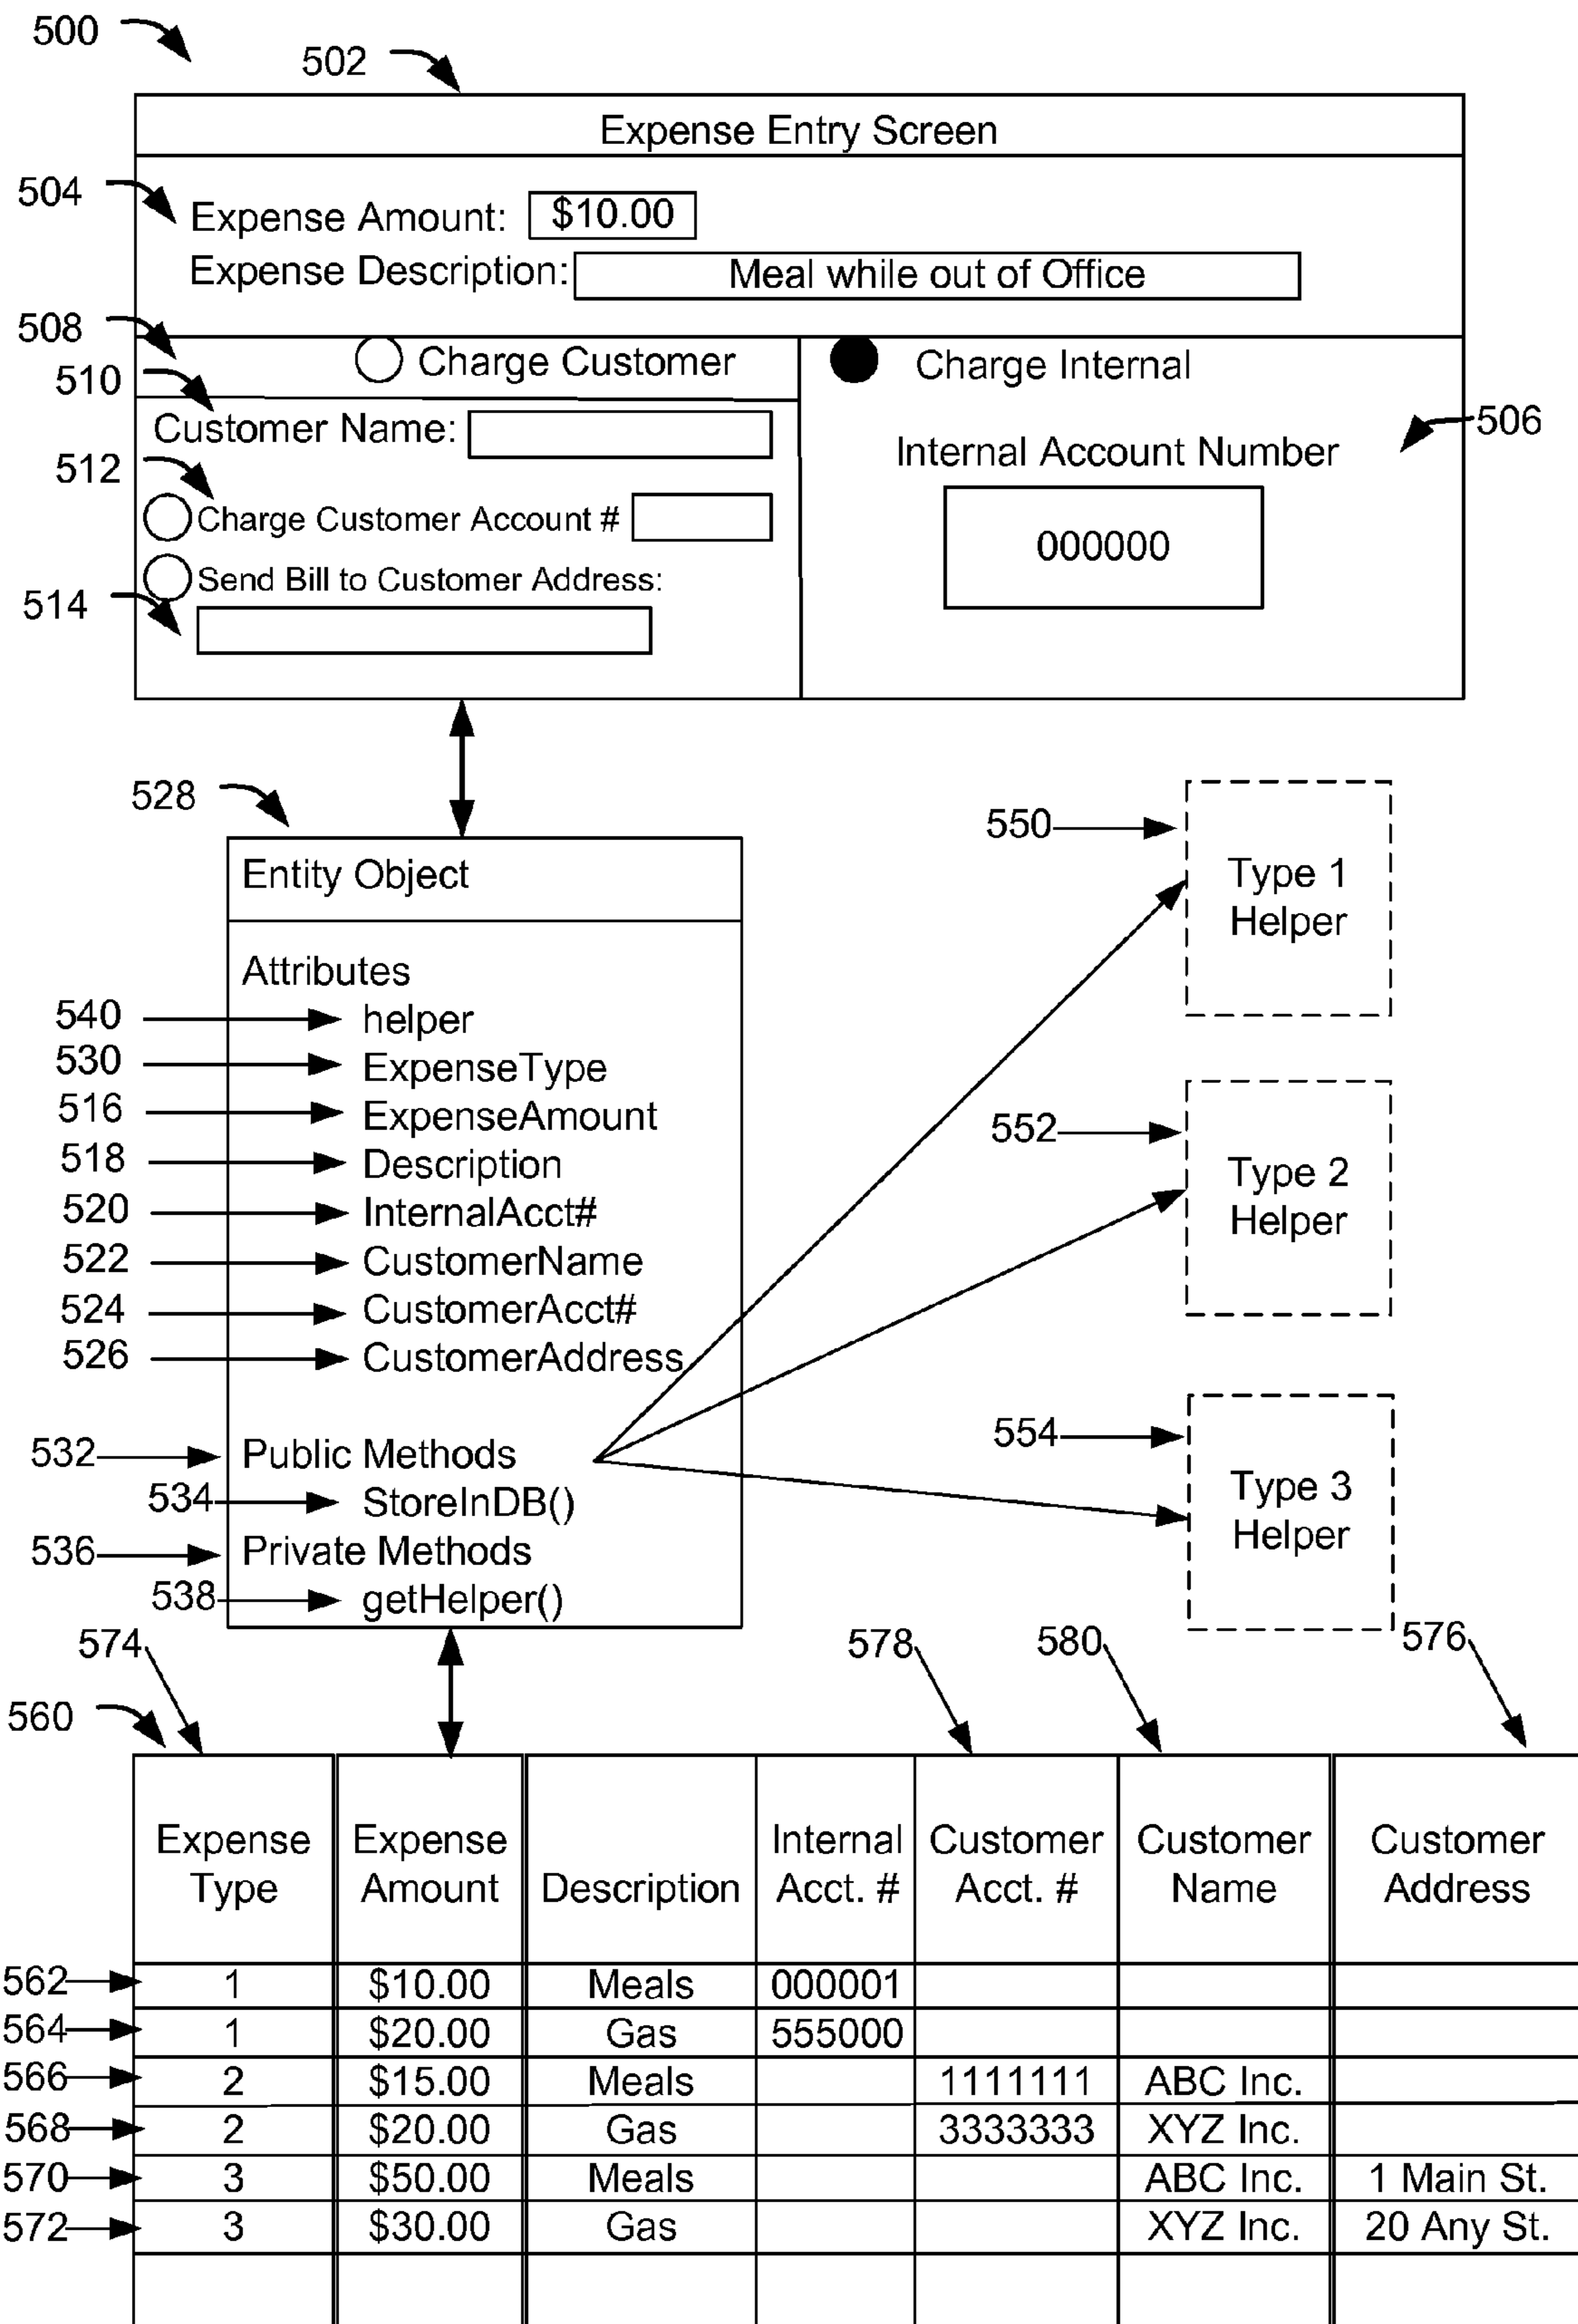 500
502
Expense Entry Screen
504
Expense Amount: $10.00
Expense Description: Meal while out of Office
508
Charge Customer
Charge Internal
510
506
Customer Name:
Internal Account Number
512
Charge Customer Account #
000000
Send Bill to Customer Address:
514
528
550
Type 1
Helper
Entity Object
Attributes
540 helper
530 ExpenseType
516 ExpenseAmount
552
518 Description
Type 2
Helper
520 InternalAcct#
522 CustomerName
524 CustomerAcct#
526 CustomerAddress
554
532 Public Methods
Type 3
Helper
534 StoreInDB()
536 Private Methods
538 getHelper()
574 578 580 576
560
Expense Type Expense Amount Description Internal Acct. # Customer Acct. # Customer Name Customer Address
562 1 $10.00 Meals 000001
564 1 $20.00 Gas 555000
566 2 $15.00 Meals 1111111 ABC Inc.
568 2 $20.00 Gas 3333333 XYZ Inc.
570 3 $50.00 Meals ABC Inc. 1 Main St.
572 3 $30.00 Gas XYZ Inc. 20 Any St.